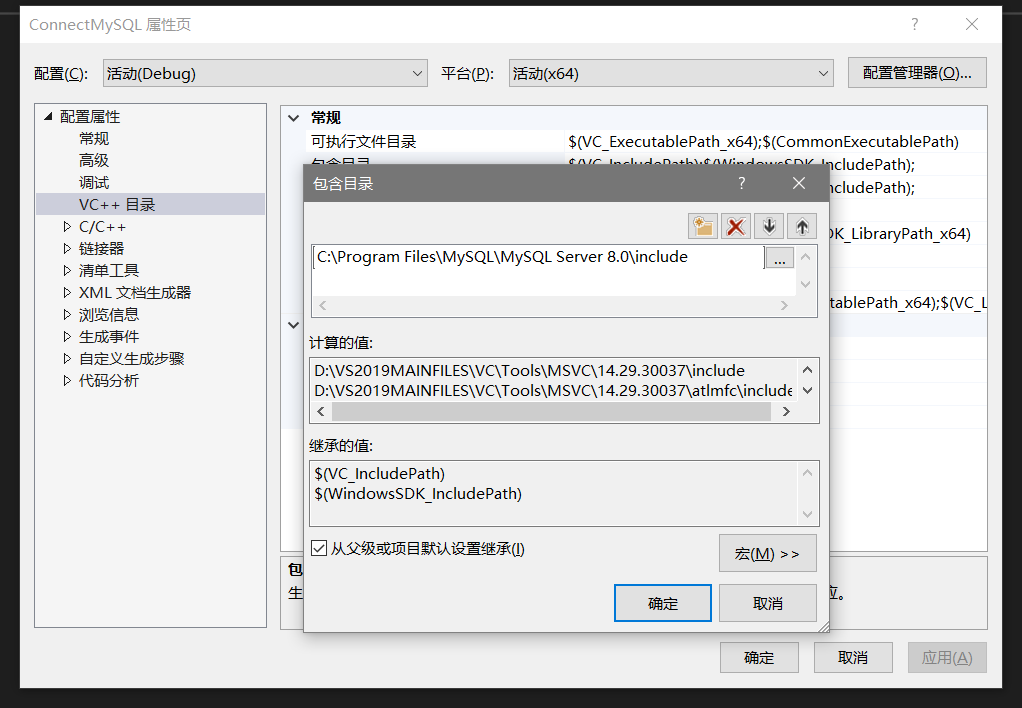 ConnectMySQL 属性页
?
配置(C):
活动(Debug)
平台(P):
活动(x64)
配置管理器(O)...
配置属性
常规
高级
调试
VC++ 目录
C/C++
链接器
清单工具
XML 文档生成器
浏览信息
生成事件
自定义生成步骤
代码分析
常规
可执行文件目录
$(VC_ExecutablePath_x64);$(CommonExecutablePath)
包含目录
$(VC_IncludePath);$(WindowsSDK_IncludePath);
ncludePath);
DK_LibraryPath_x64)
tablePath_x64);$(VC_L
包含目录
?
C:\Program Files\MySQL\MySQL Server 8.0\include
...
计算的值:
D:\VS2019MAINFILES\VC\Tools\MSVC\14.29.30037\include
D:\VS2019MAINFILES\VC\Tools\MSVC\14.29.30037\atlmfc\include
继承的值:
$(VC_IncludePath)
$(WindowsSDK_IncludePath)
从父级或项目默认设置继承(I)
宏(M) >>
确定
取消
包
生
应。
确定
取消
应用(A)